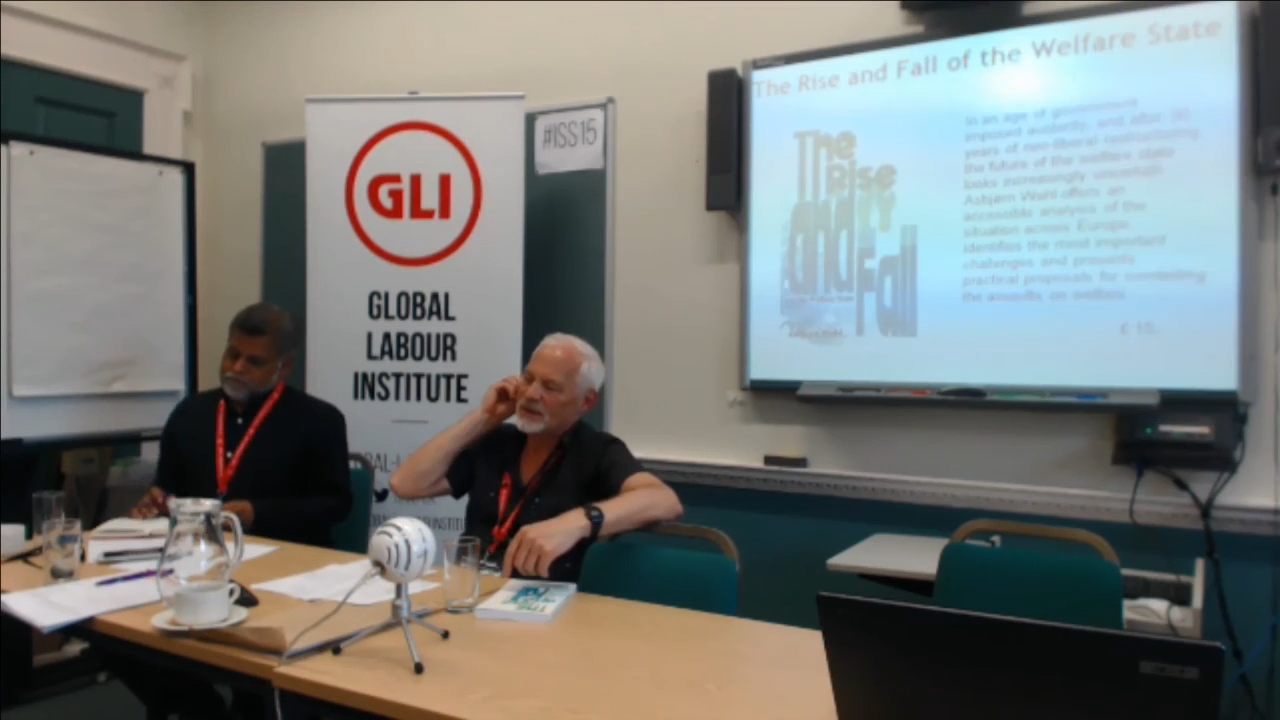 GLI
GLOBAL
LABOUR
INSTITUTE
#ISS15
The Rise and Fall of the Welfare State
The
Rise
and
Fall
In an age of government
imposed austerity, and after 30
years of neo-liberal restructuring
the future of the welfare state
looks increasingly uncertain
Asbjørn Wahl offers an
accessible analysis of the
situation across Europe
identifies the most important
challenges and presents
practical proposals for combating
the assaults on welfare